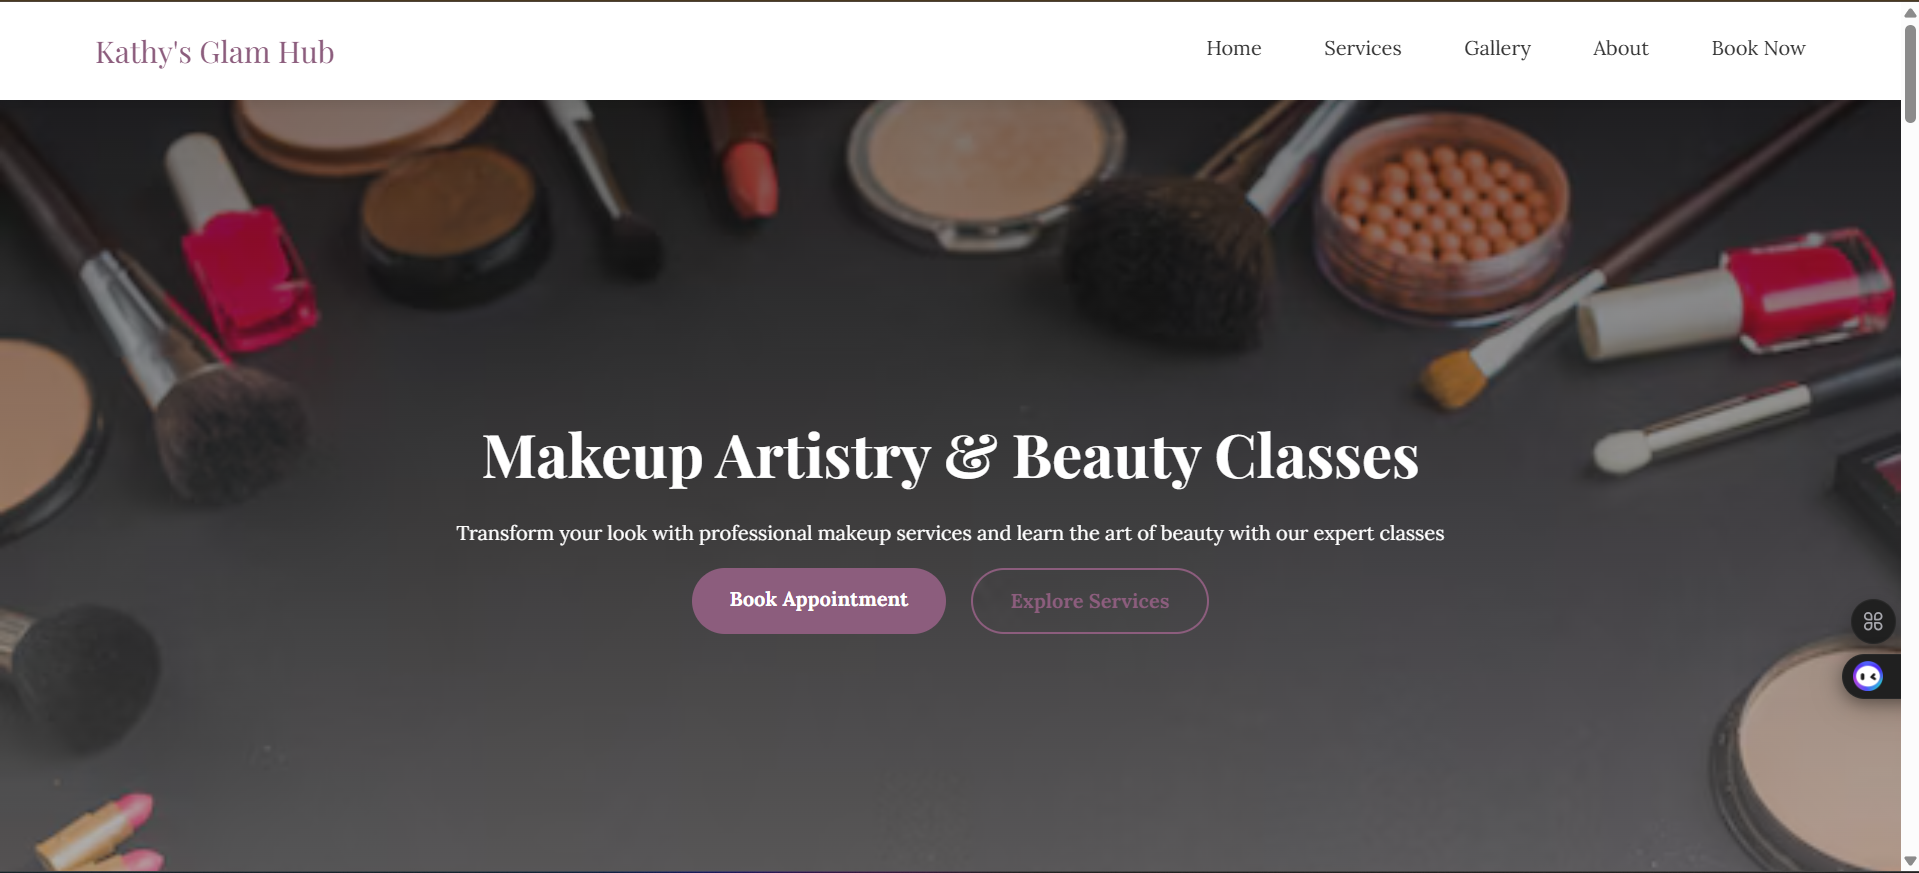 Kathy's Glam Hub
Home Services Gallery About Book Now
Makeup Artistry & Beauty Classes
Transform your look with professional makeup services and learn the art of beauty with our expert classes
Book Appointment Explore Services